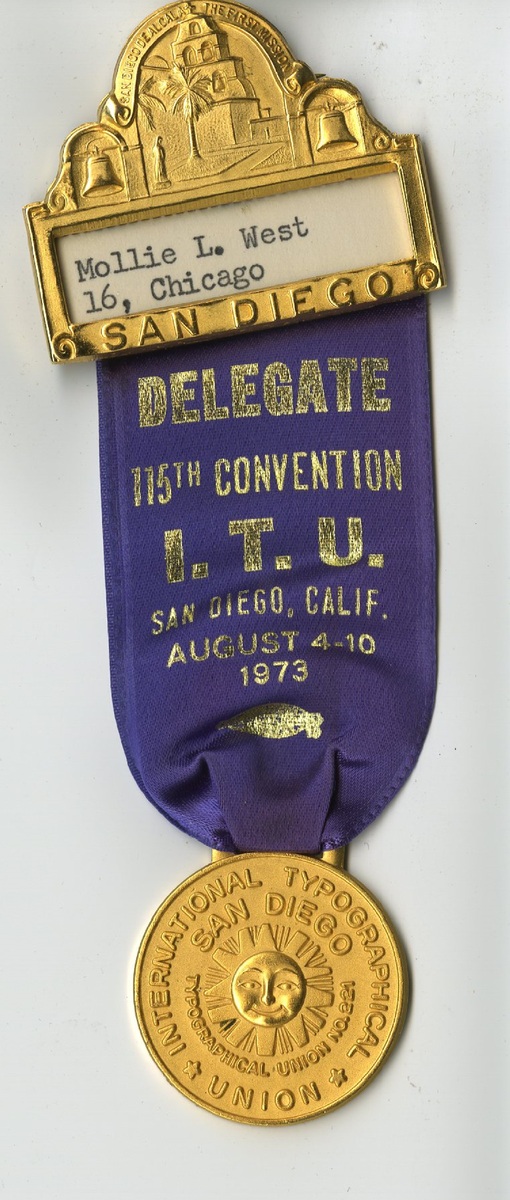 SAN DIEGO DE ALCALA THE FIRST MISSION
Mollie L. West
16, Chicago
SAN DIEGO
DELEGATE
115TH CONVENTION
I. T. U.
SAN DIEGO, CALIF.
AUGUST 4-10
1973
INTERNATIONAL TYPOGRAPHICAL
UNION
SAN DIEGO
TYPOGRAPHICAL UNION NO. 221